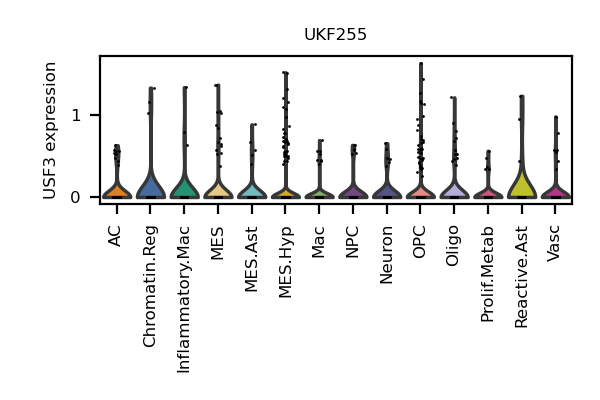 UKF255
USF3 expression
1
0
AC
Chromatin.Reg
Inflammatory.Mac
MES
MES.Ast
MES.Hyp
Mac
NPC
Neuron
OPC
Oligo
Prolif.Metab
Reactive.Ast
Vasc